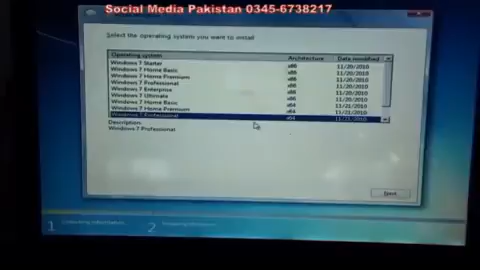 Social Media Pakistan 0345-6738217
Select the operating system you want to install
Operating system Architecture Date modified
Windows 7 Starter x86 11/20/2010
Windows 7 Home Basic x86 11/20/2010
Windows 7 Home Premium x86 11/20/2010
Windows 7 Professional x86 11/20/2010
Windows 7 Enterprise x86 11/20/2010
Windows 7 Ultimate x86 11/20/2010
Windows 7 Home Basic x64 11/21/2010
Windows 7 Home Premium x64 11/21/2010
Windows 7 Professional x64 11/21/2010
Description:
Windows 7 Professional
Next
1 Collecting information
2